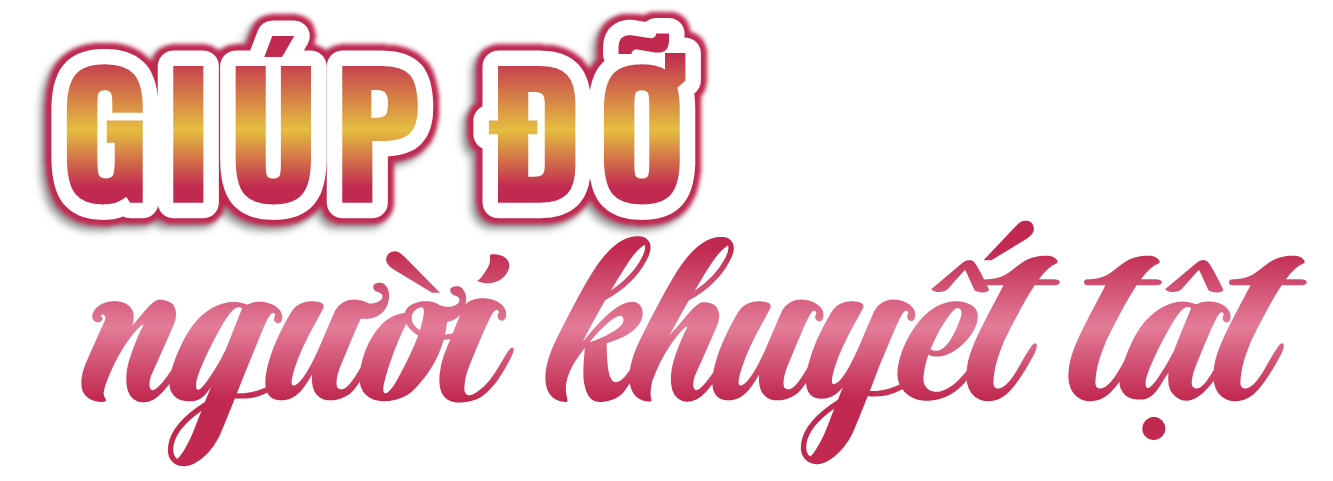 GIÚP ĐỠ
người khuyết tật